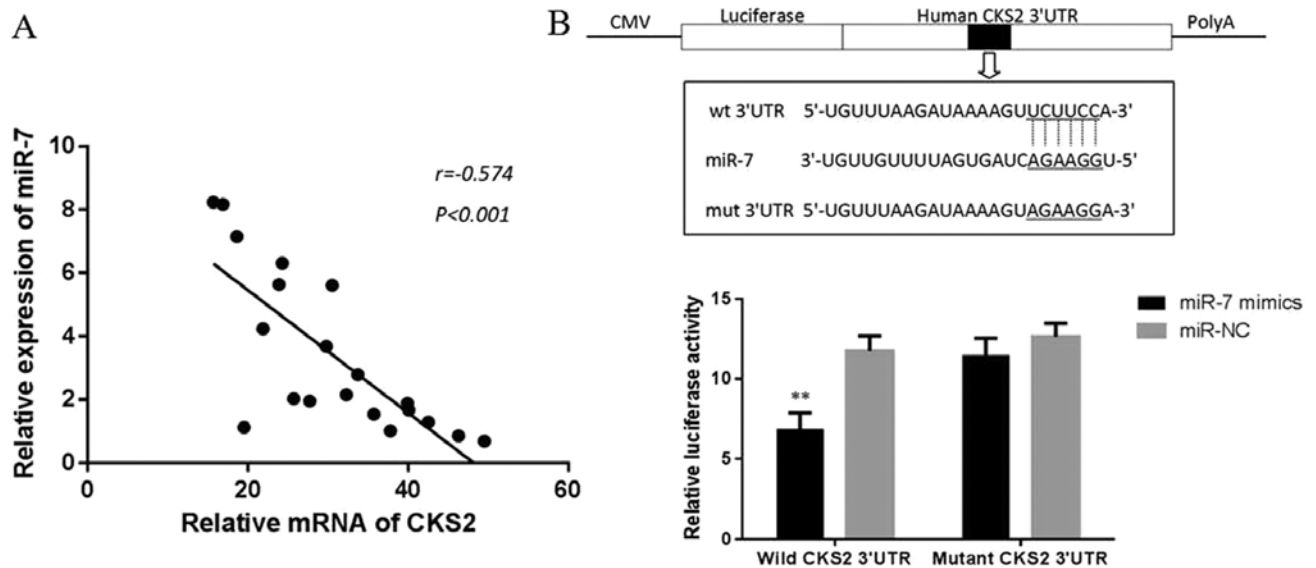 A
Relative expression of miR-7
10
8
6
4
2
0
r=-0.574
P<0.001
0 20 40 60
Relative mRNA of CKS2
B
CMV Luciferase Human CKS2 3'UTR PolyA
wt 3'UTR 5'-UGUUUAAGAUAAAAGUUCUUCCA-3'
miR-7 3'-UGUUGUUUUAGUGAUCAGAAGGU-5'
mut 3'UTR 5'-UGUUUAAGAUAAAAGUAGAAGGA-3'
Relative luciferase activity
15
10
5
0
**
miR-7 mimics
miR-NC
Wild CKS2 3'UTR Mutant CKS2 3'UTR